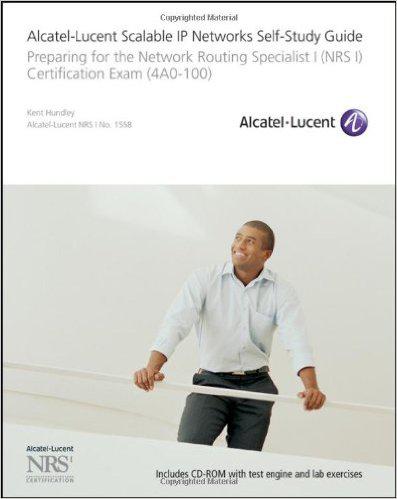 Copyrighted Material
Alcatel-Lucent Scalable IP Networks Self-Study Guide
Preparing for the Network Routing Specialist I (NRS I)
Certification Exam (4A0-100)
Kent Hundley
Alcatel-Lucent NRS I No. 1558
Alcatel·Lucent
Alcatel-Lucent
NRS I
CERTIFICATION
Includes CD-ROM with test engine and lab exercises
Copyrighted Material